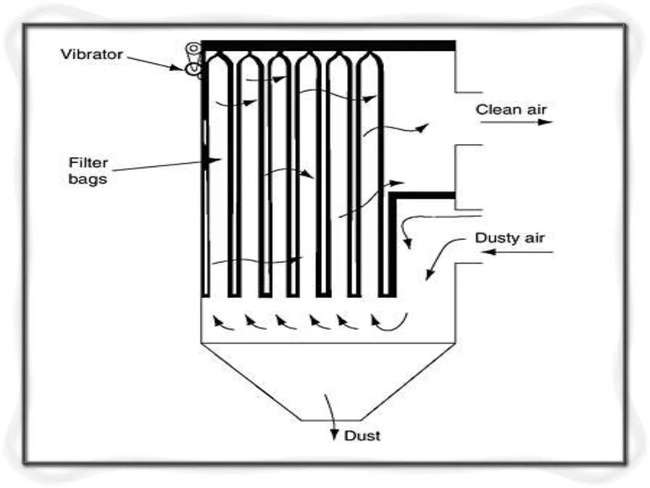 Vibrator
Clean air
Filter
bags
Dusty air
Dust